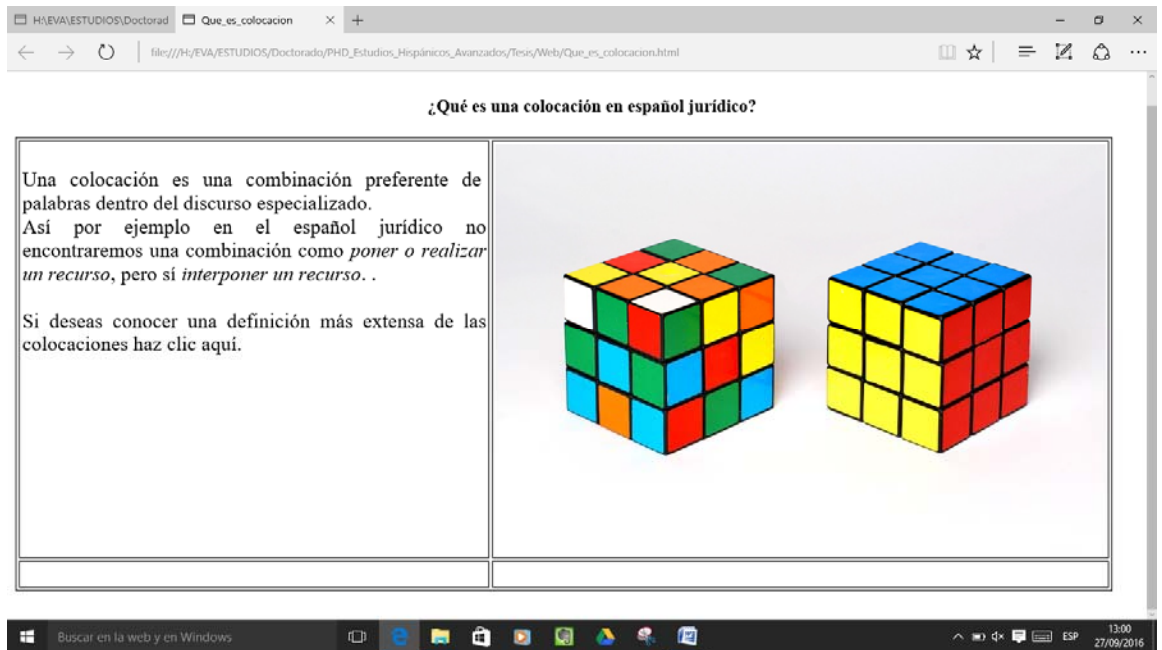 H:\EVA\ESTUDIOS\Doctorad
Que_es_colocacion
file:///H:/EVA/ESTUDIOS/Doctorado/PHD_Estudios_Hispánicos_Avanzados/Tesis/Web/Que_es_colocacion.html
¿Qué es una colocación en español jurídico?
Una colocación es una combinación preferente de
palabras dentro del discurso especializado.
Así por ejemplo en el español jurídico no
encontraremos una combinación como poner o realizar
un recurso, pero sí interponer un recurso. .
Si deseas conocer una definición más extensa de las
colocaciones haz clic aquí.
Buscar en la web y en Windows
ESP
13:00
27/09/2016